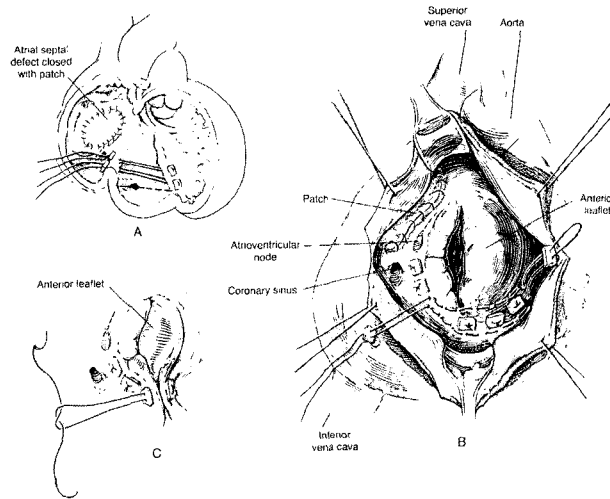 Superior
vena cava
Aorta
Atrial septal
defect closed
with patch
A
Patch
Anterior
leaflet
Atrioventricular
node
Coronary sinus
Anterior leaflet
C
Inferior
vena cava
B